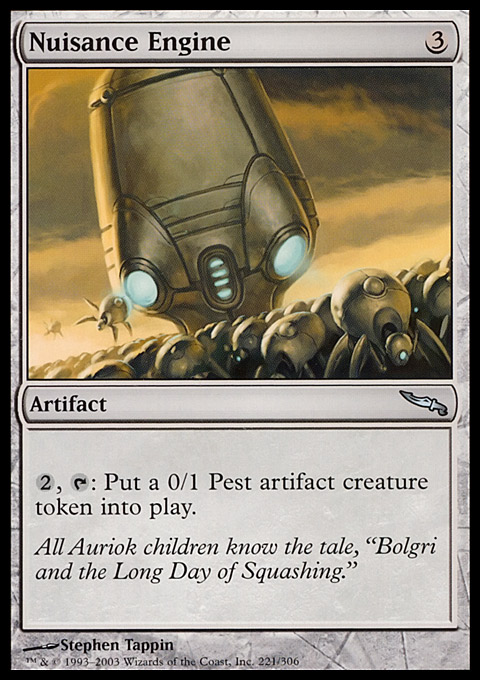 Nuisance Engine 3
Artifact
2, : Put a 0/1 Pest artifact creature
token into play.
All Auriok children know the tale, “Bolgri
and the Long Day of Squashing.”
Stephen Tappin
™ & © 1993–2003 Wizards of the Coast, Inc. 221/306